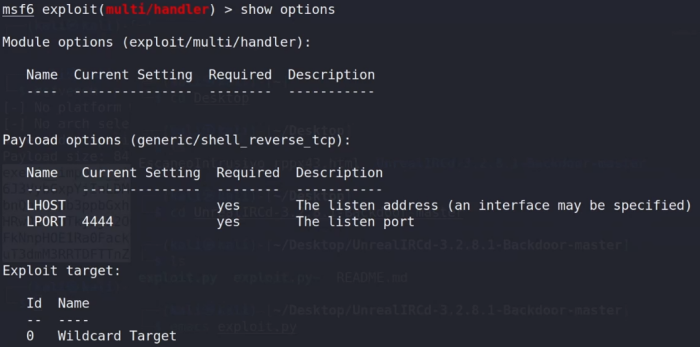 msf6 exploit(multi/handler) > show options
Module options (exploit/multi/handler):
Name  Current Setting  Required  Description
----  ---------------  --------  -----------
Payload options (generic/shell_reverse_tcp):
Name   Current Setting  Required  Description
----   ---------------  --------  -----------
LHOST                   yes       The listen address (an interface may be specified)
LPORT  4444             yes       The listen port
Exploit target:
Id  Name
--  ----
0   Wildcard Target